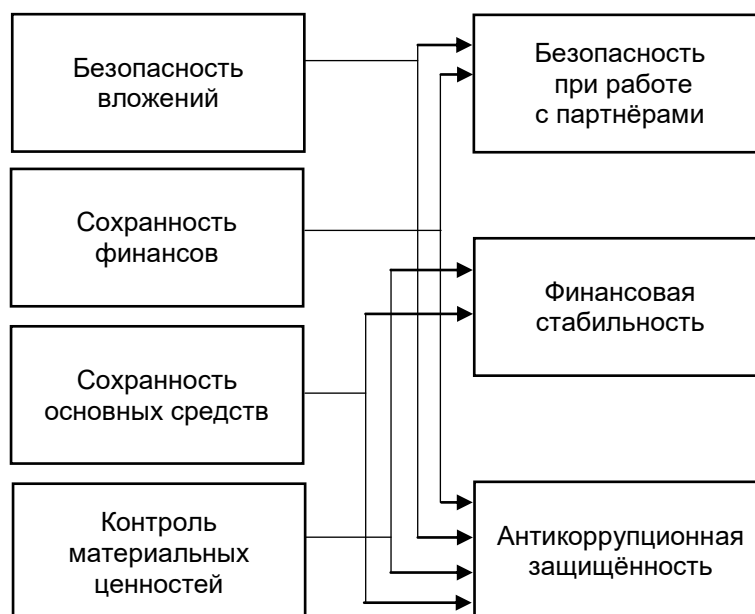 Безопасность
вложений
Сохранность
финансов
Сохранность
основных средств
Контроль
материальных
ценностей
Безопасность
при работе
с партнёрами
Финансовая
стабильность
Антикоррупционная
защищённость